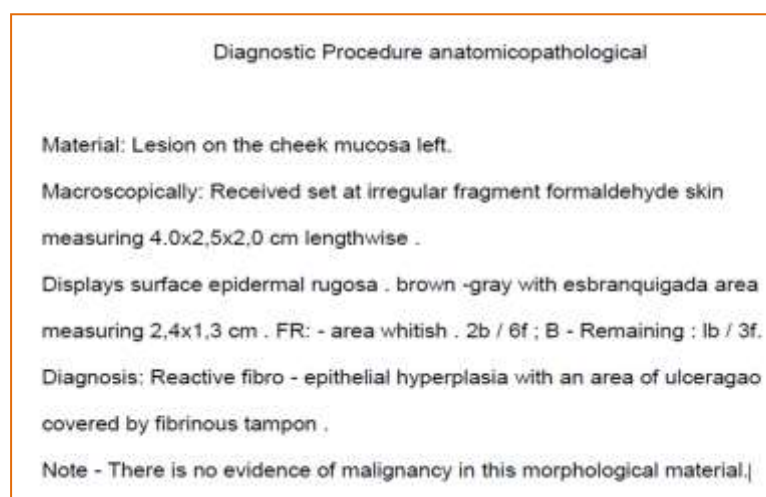 Diagnostic Procedure anatomicopathological
Material: Lesion on the cheek mucosa left.
Macroscopically: Received set at irregular fragment formaldehyde skin
measuring 4.0x2,5x2,0 cm lengthwise .
Displays surface epidermal rugosa . brown -gray with esbranquigada area
measuring 2,4x1,3 cm . FR: - area whitish . 2b / 6f ; B - Remaining : lb / 3f.
Diagnosis: Reactive fibro - epithelial hyperplasia with an area of ulceragao
covered by fibrinous tampon .
Note - There is no evidence of malignancy in this morphological material.|